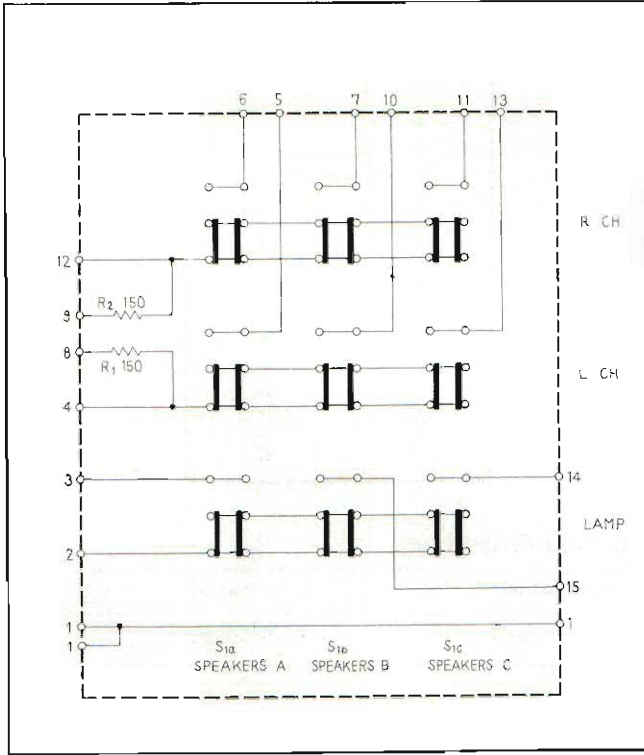 6 5 7 10 11 13
R CH
12
R₂ 150
9
8
R₁ 150
L CH
4
3
14
LAMP
2
15
1 1
1
S₁ₐ S₁b S₁c
SPEAKERS A SPEAKERS B SPEAKERS C